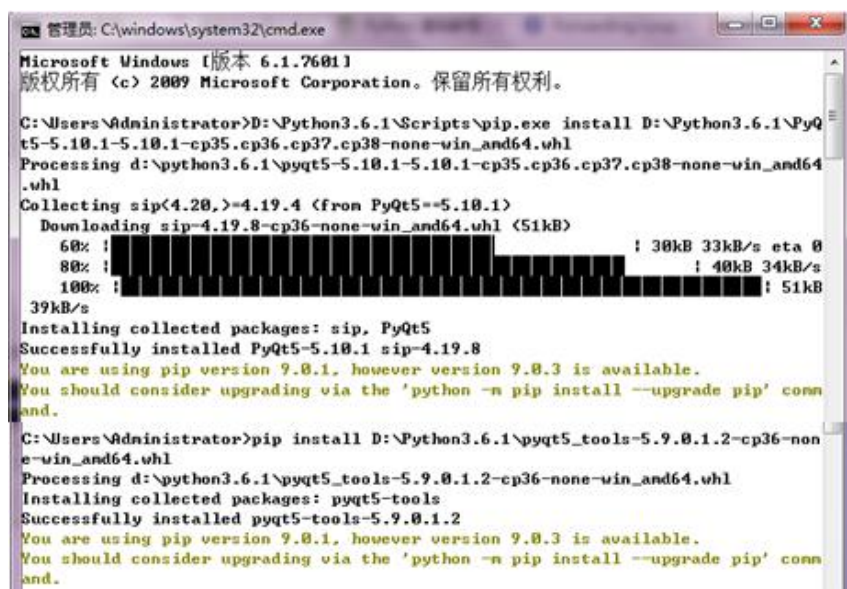 管理员: C:\windows\system32\cmd.exe
Microsoft Windows [版本 6.1.7601]
版权所有 (c) 2009 Microsoft Corporation。保留所有权利。
C:\Users\Administrator>D:\Python3.6.1\Scripts\pip.exe install D:\Python3.6.1\PyQ
t5-5.10.1-5.10.1-cp35.cp36.cp37.cp38-none-win_amd64.whl
Processing d:\python3.6.1\pyqt5-5.10.1-5.10.1-cp35.cp36.cp37.cp38-none-win_amd64
.whl
Collecting sip<4.20,>=4.19.4 (from PyQt5==5.10.1)
Downloading sip-4.19.8-cp36-none-win_amd64.whl (51kB)
60% | | 30kB 33kB/s eta 0
80% | | 40kB 34kB/s
100% | | 51kB
39kB/s
Installing collected packages: sip, PyQt5
Successfully installed PyQt5-5.10.1 sip-4.19.8
You are using pip version 9.0.1, however version 9.0.3 is available.
You should consider upgrading via the 'python -m pip install --upgrade pip' comm
and.
C:\Users\Administrator>pip install D:\Python3.6.1\pyqt5_tools-5.9.0.1.2-cp36-non
e-win_amd64.whl
Processing d:\python3.6.1\pyqt5_tools-5.9.0.1.2-cp36-none-win_amd64.whl
Installing collected packages: pyqt5-tools
Successfully installed pyqt5-tools-5.9.0.1.2
You are using pip version 9.0.1, however version 9.0.3 is available.
You should consider upgrading via the 'python -m pip install --upgrade pip' comm
and.